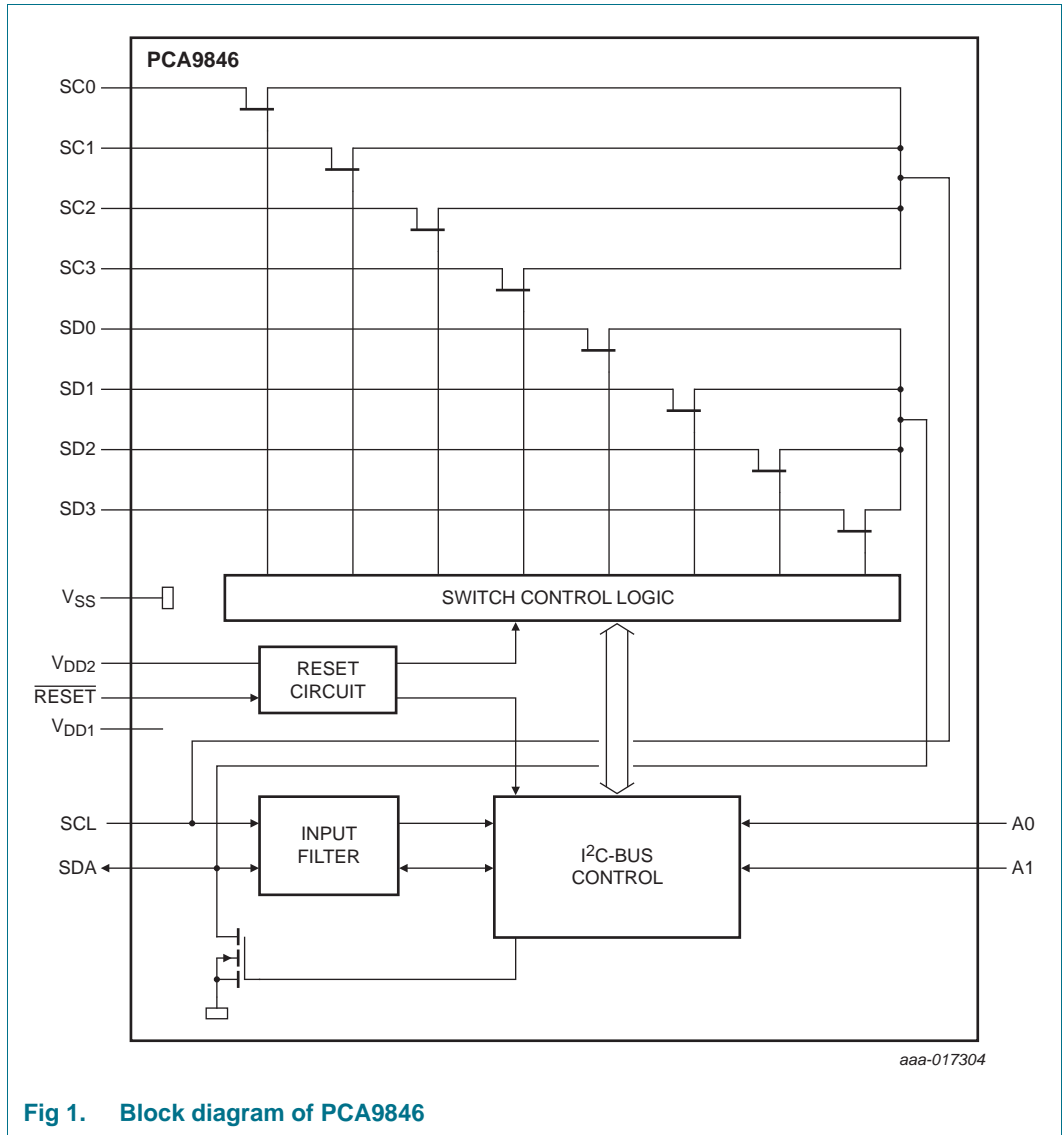 PCA9846
SC0
SC1
SC2
SC3
SD0
SD1
SD2
SD3
VSS
SWITCH CONTROL LOGIC
VDD2
RESET
CIRCUIT
RESET
VDD1
SCL
INPUT
FILTER
SDA
I2C-BUS
CONTROL
A0
A1
aaa-017304
Fig 1. Block diagram of PCA9846